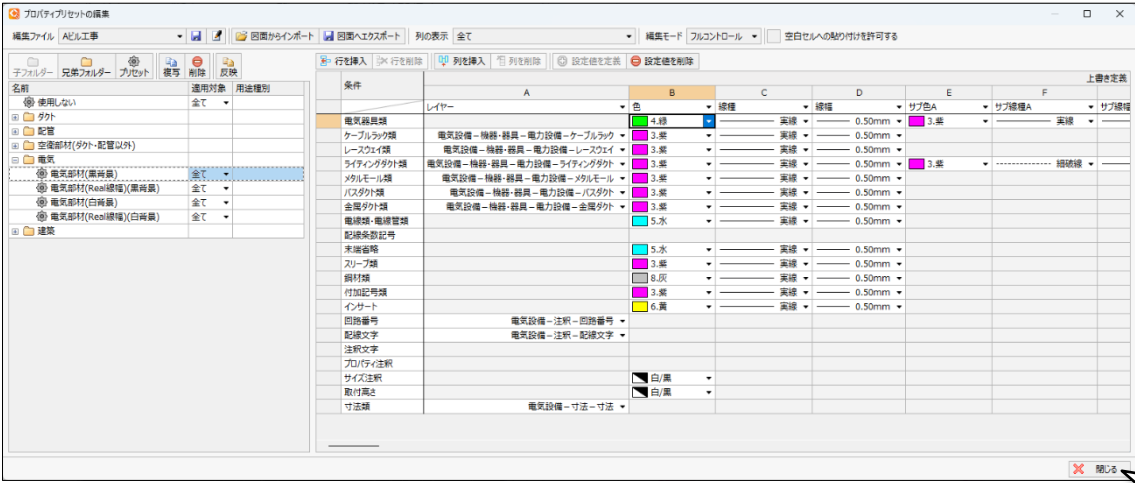 プロパティプリセットの編集
編集ファイル Aビル工事 図面からインポート 図面へエクスポート 列の表示 全て 編集モード フルコントロール 空白セルへの貼り付けを許可する
子フォルダー 兄弟フォルダー プリセット 複写 削除 反映
行を挿入 行を削除 列を挿入 列を削除 設定値を定義 設定値を削除
名前 適用対象 用途種別
使用しない 全て
ダクト
配管
空衛部材(ダクト・配管以外)
電気
電気部材(黒背景) 全て
電気部材(Real線幅)(黒背景) 全て
電気部材(白背景) 全て
電気部材(Real線幅)(白背景) 全て
建築
条件 上書き定義
A B C D E F
レイヤー 色 線種 線幅 サブ色A サブ線種A サブ線幅
電気器具類 4.緑 実線 0.50mm 3.紫 実線
ケーブルラック類 電気設備－機器・器具－電力設備－ケーブルラック 3.紫 実線 0.50mm
レースウェイ類 電気設備－機器・器具－電力設備－レースウェイ 3.紫 実線 0.50mm
ライティングダクト類 電気設備－機器・器具－電力設備－ライティングダクト 3.紫 実線 0.50mm 3.紫 細破線
メタルモール類 電気設備－機器・器具－電力設備－メタルモール 3.紫 実線 0.50mm
バスダクト類 電気設備－機器・器具－電力設備－バスダクト 3.紫 実線 0.50mm
金属ダクト類 電気設備－機器・器具－電力設備－金属ダクト 3.紫 実線 0.50mm
電線類・電線管類 5.水 実線 0.50mm
配線条数記号
末端省略 5.水 実線 0.50mm
スリーブ類 3.紫 実線 0.50mm
鋼材類 8.灰 実線 0.50mm
付加記号類 3.紫 実線 0.50mm
インサート 6.黄 実線 0.50mm
回路番号 電気設備－注釈－回路番号
配線文字 電気設備－注釈－配線文字
注釈文字
プロパティ注釈
サイズ注釈 白/黒
取付高さ 白/黒
寸法類 電気設備－寸法－寸法
閉じる